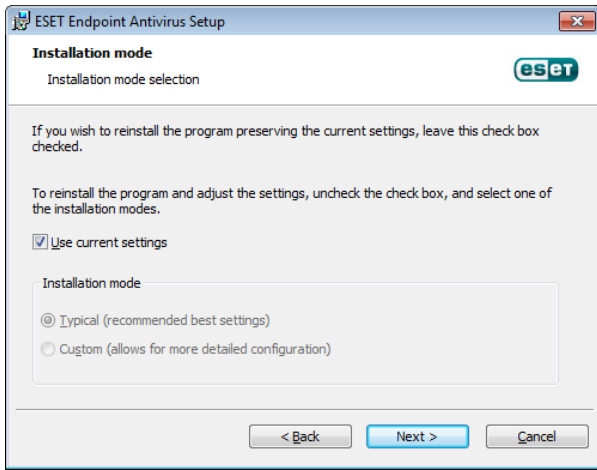 ESET Endpoint Antivirus Setup
Installation mode
Installation mode selection
eset
If you wish to reinstall the program preserving the current settings, leave this check box
checked.
To reinstall the program and adjust the settings, uncheck the check box, and select one of
the installation modes.
Use current settings
Installation mode
Typical (recommended best settings)
Custom (allows for more detailed configuration)
< Back
Next >
Cancel